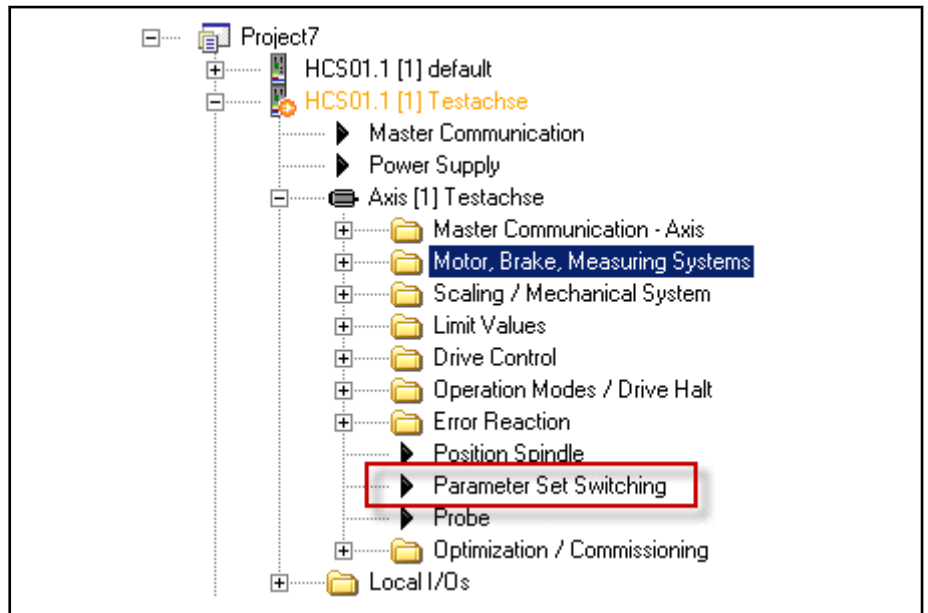 Project7
HCS01.1 [1] default
HCS01.1 [1] Testachse
Master Communication
Power Supply
Axis [1] Testachse
Master Communication - Axis
Motor, Brake, Measuring Systems
Scaling / Mechanical System
Limit Values
Drive Control
Operation Modes / Drive Halt
Error Reaction
Position Spindle
Parameter Set Switching
Probe
Optimization / Commissioning
Local I/Os